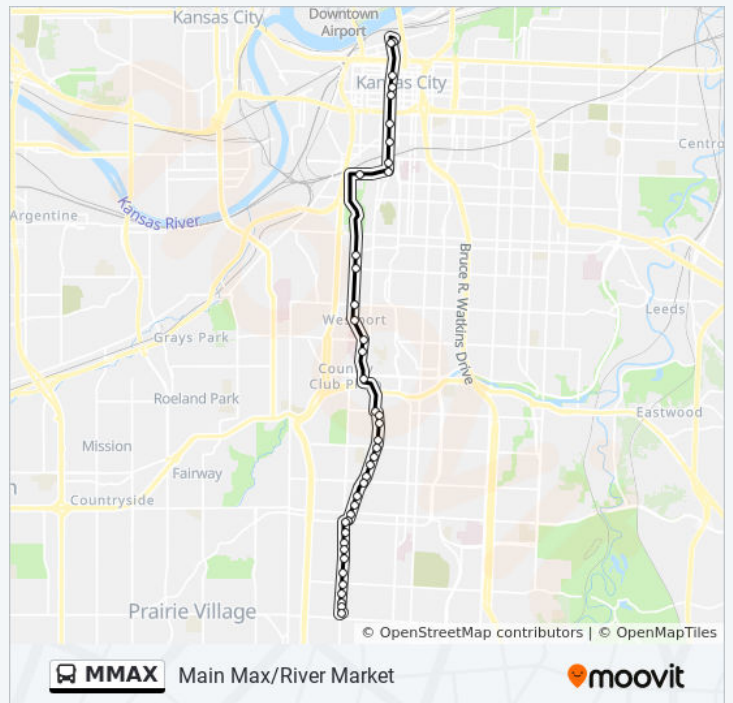 Kansas City
Downtown
Airport
Kansas City
Centro
Kansas River
Argentine
Bruce R. Watkins Drive
Leeds
Westport
Grays Park
Country
Club Pl
Roeland Park
Eastwood
Mission
Fairway
n
Countryside
Prairie Village
© OpenStreetMap contributors | © OpenMapTiles
MMAX Main Max/River Market
moovit